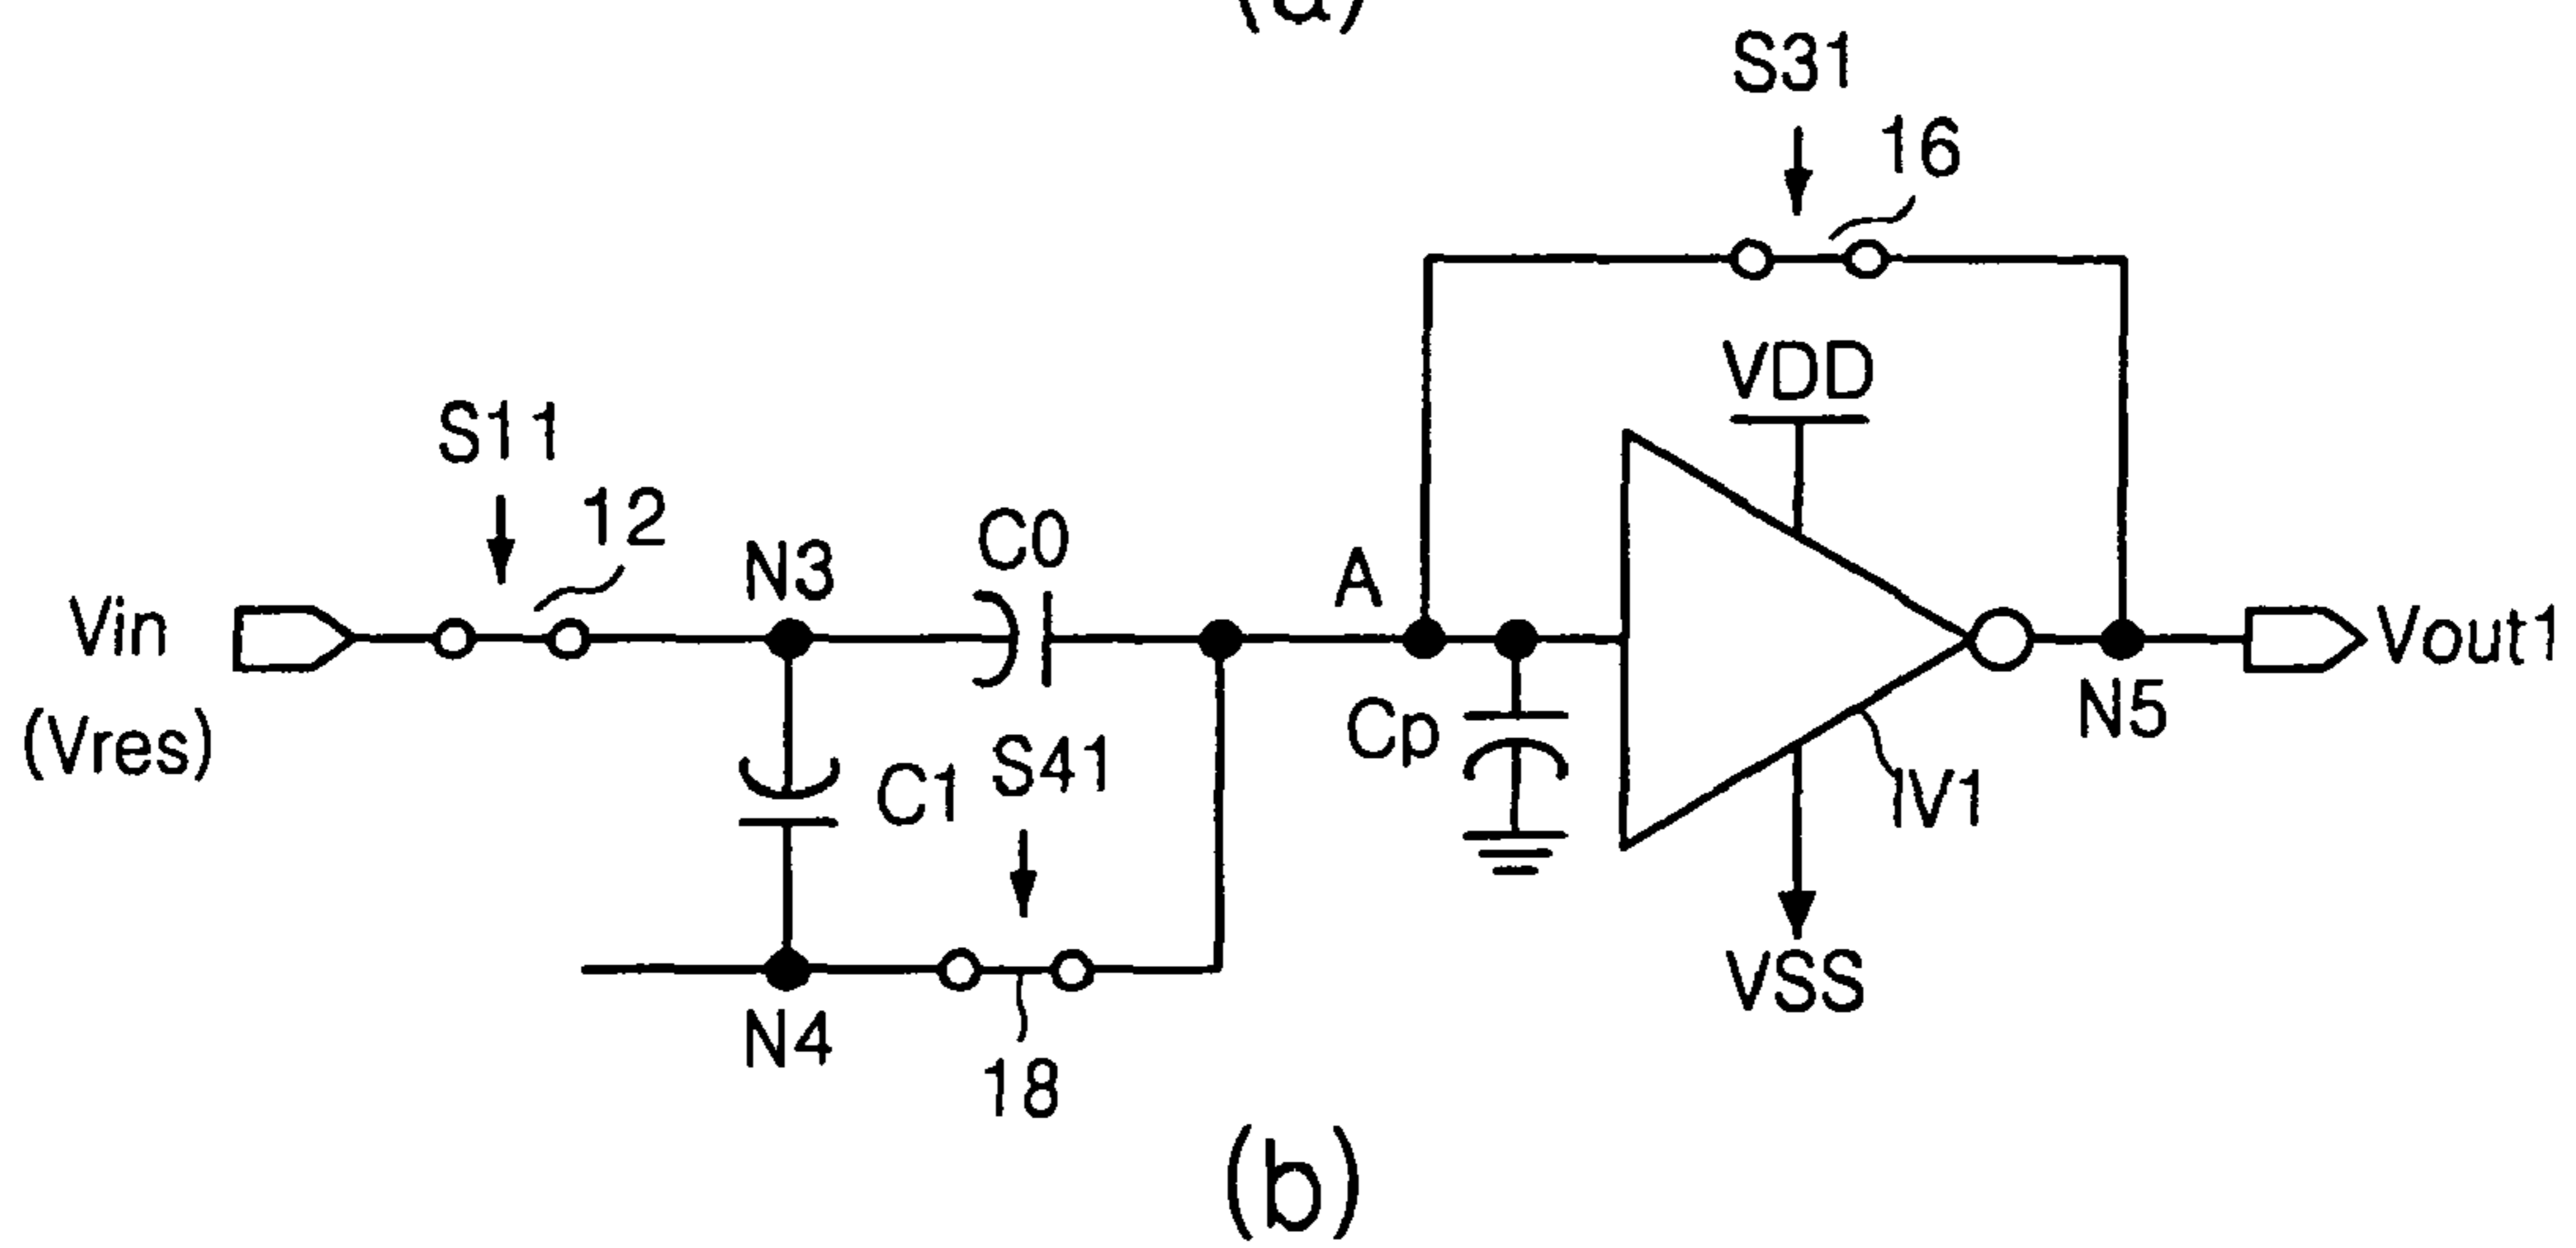 (a)
S31
16
VDD
S11
12
N3
C0
A
Vin
(Vres)
Vout1
C1
S41
Cp
N5
IV1
VSS
N4
18
(b)